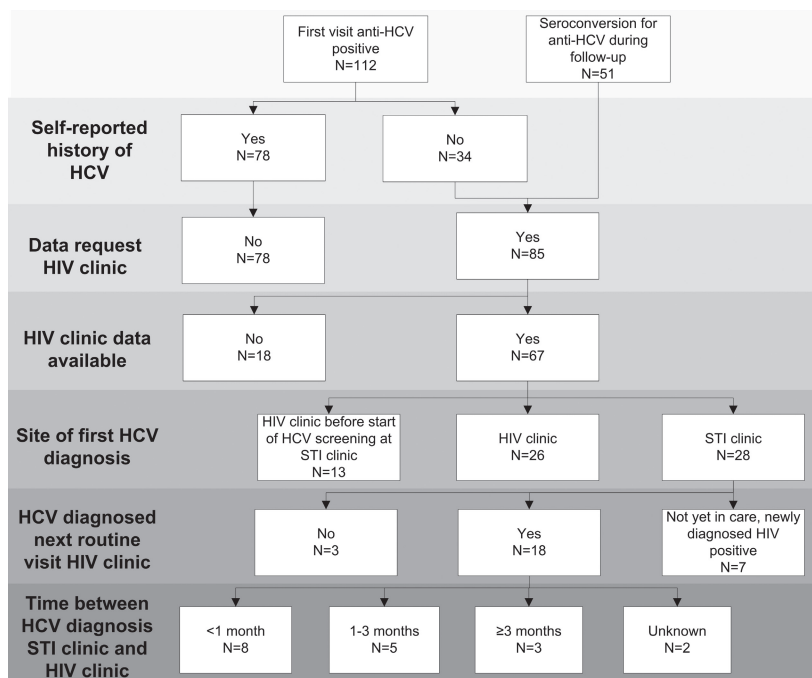 First visit anti-HCV
positive
N=112
Seroconversion for
anti-HCV during
follow-up
N=51
Self-reported
history of
HCV
Yes
N=78
No
N=34
Data request
HIV clinic
No
N=78
Yes
N=85
HIV clinic data
available
No
N=18
Yes
N=67
Site of first HCV
diagnosis
HIV clinic before start
of HCV screening at
STI clinic
N=13
HIV clinic
N=26
STI clinic
N=28
HCV diagnosed
next routine
visit HIV clinic
No
N=3
Yes
N=18
Not yet in care, newly
diagnosed HIV
positive
N=7
Time between
HCV diagnosis
STI clinic and
HIV clinic
<1 month
N=8
1-3 months
N=5
≥3 months
N=3
Unknown
N=2